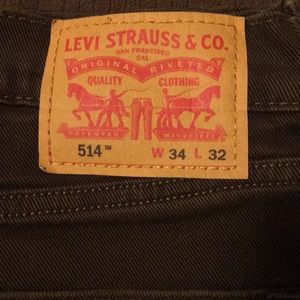 LEVI STRAUSS & CO.
SAN FRANCISCO
CAL.
ORIGINAL RIVETED
QUALITY CLOTHING
PATENTED MAY 20 1873
514™ W 34 L 32